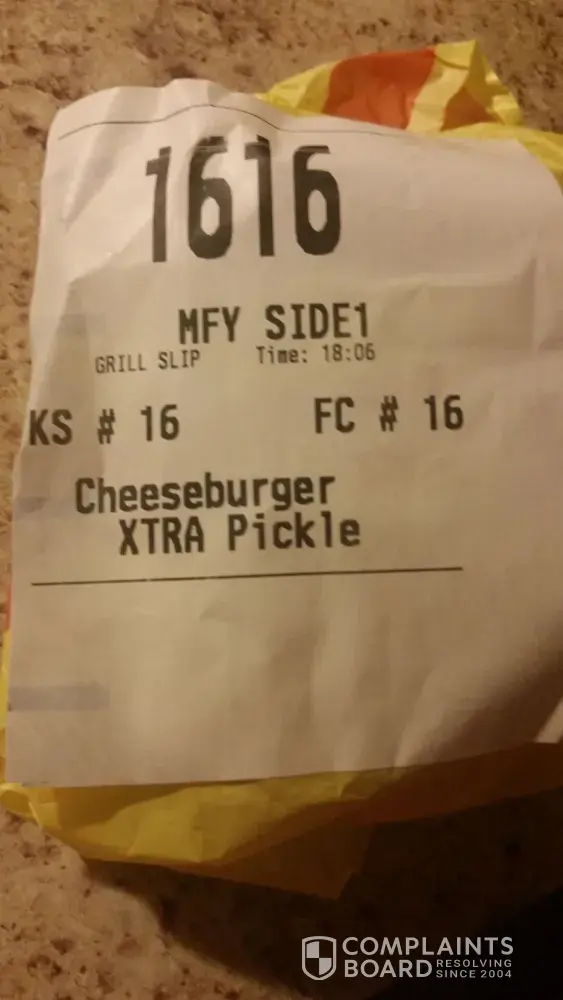 1616
MFY SIDE1
GRILL SLIP Time: 18:06
KS # 16 FC # 16
Cheeseburger
XTRA Pickle
COMPLAINTS
BOARD RESOLVING
SINCE 2004